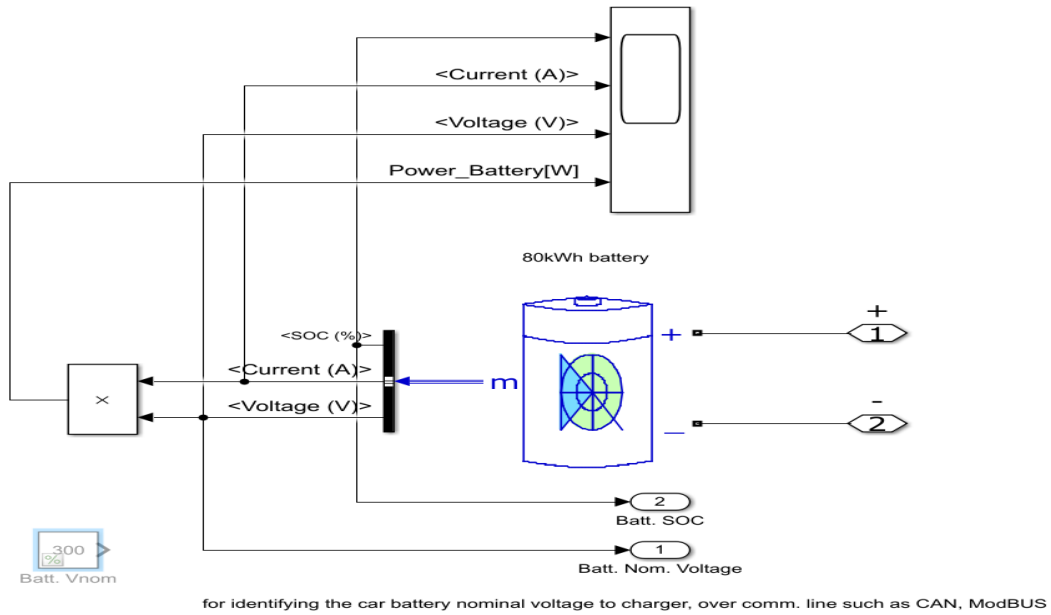 <Current (A)>
<Voltage (V)>
Power_Battery[W]
80kWh battery
+
<SOC (%)>
+
1
<Current (A)>
m
×
<Voltage (V)>
-
_
2
2
Batt. SOC
300
%
1
Batt. Vnom
Batt. Nom. Voltage
for identifying the car battery nominal voltage to charger, over comm. line such as CAN, ModBUS